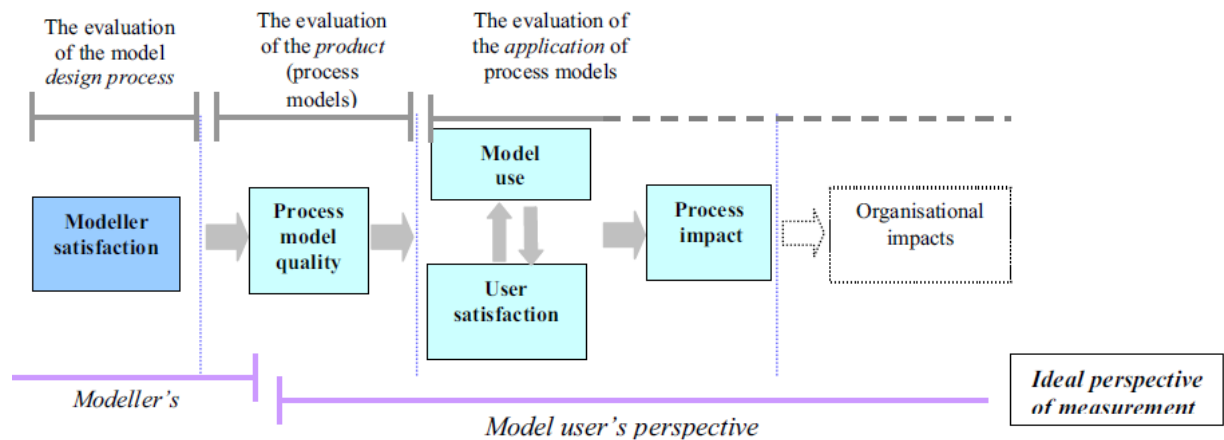 The evaluation
of the model
design process
The evaluation
of the product
(process
models)
The evaluation of
the application of
process models
Modeller
satisfaction
Process
model
quality
Model
use
User
satisfaction
Process
impact
Organisational
impacts
Modeller's
Model user's perspective
Ideal perspective
of measurement